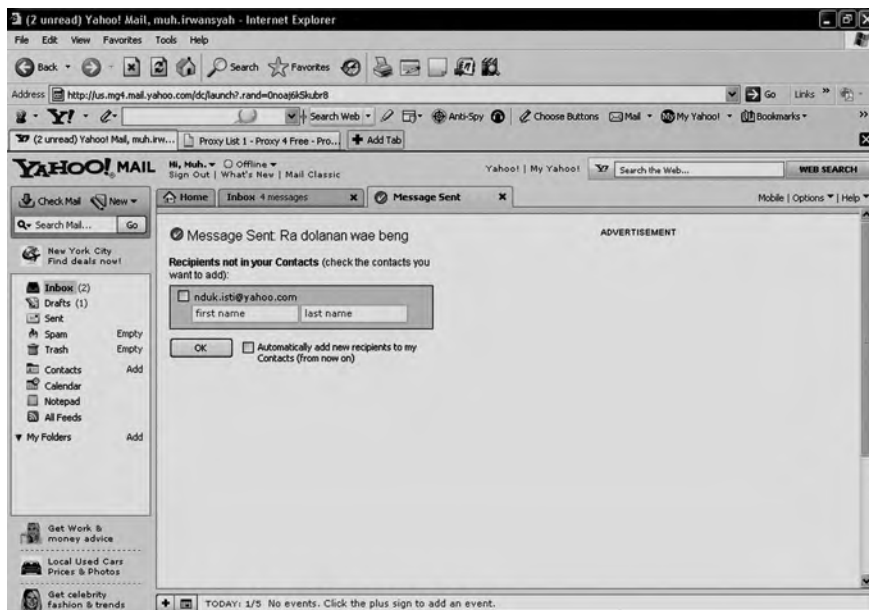 (2 unread) Yahoo! Mail, muh.irwansyah - Internet Explorer
File Edit View Favorites Tools Help
Back Search Favorites
Address http://us.mg4.mail.yahoo.com/dc/launch?.rand=0noaj6k5kubr8 Go Links »
Y! Search Web Anti-Spy Choose Buttons Mail My Yahoo! Bookmarks »
(2 unread) Yahoo! Mail, muh.irw... Proxy List 1 - Proxy 4 Free - Pro... Add Tab
YAHOO! MAIL
Hi, Muh. Offline
Sign Out | What's New | Mail Classic
Yahoo! | My Yahoo! Y7 Search the Web... WEB SEARCH
Check Mail New
Home Inbox 4 messages x Message Sent x Mobile | Options | Help
Search Mail... Go
New York City
Find deals now!
Inbox (2)
Drafts (1)
Sent
Spam Empty
Trash Empty
Contacts Add
Calendar
Notepad
All Feeds
My Folders Add
Get Work &
money advice
Local Used Cars
Prices & Photos
Get celebrity
fashion & trends
Message Sent: Ra dolanan wae beng
Recipients not in your Contacts (check the contacts you
want to add):
nduk.isti@yahoo.com
first name last name
OK Automatically add new recipients to my
Contacts (from now on)
ADVERTISEMENT
TODAY: 1/5 No events. Click the plus sign to add an event.